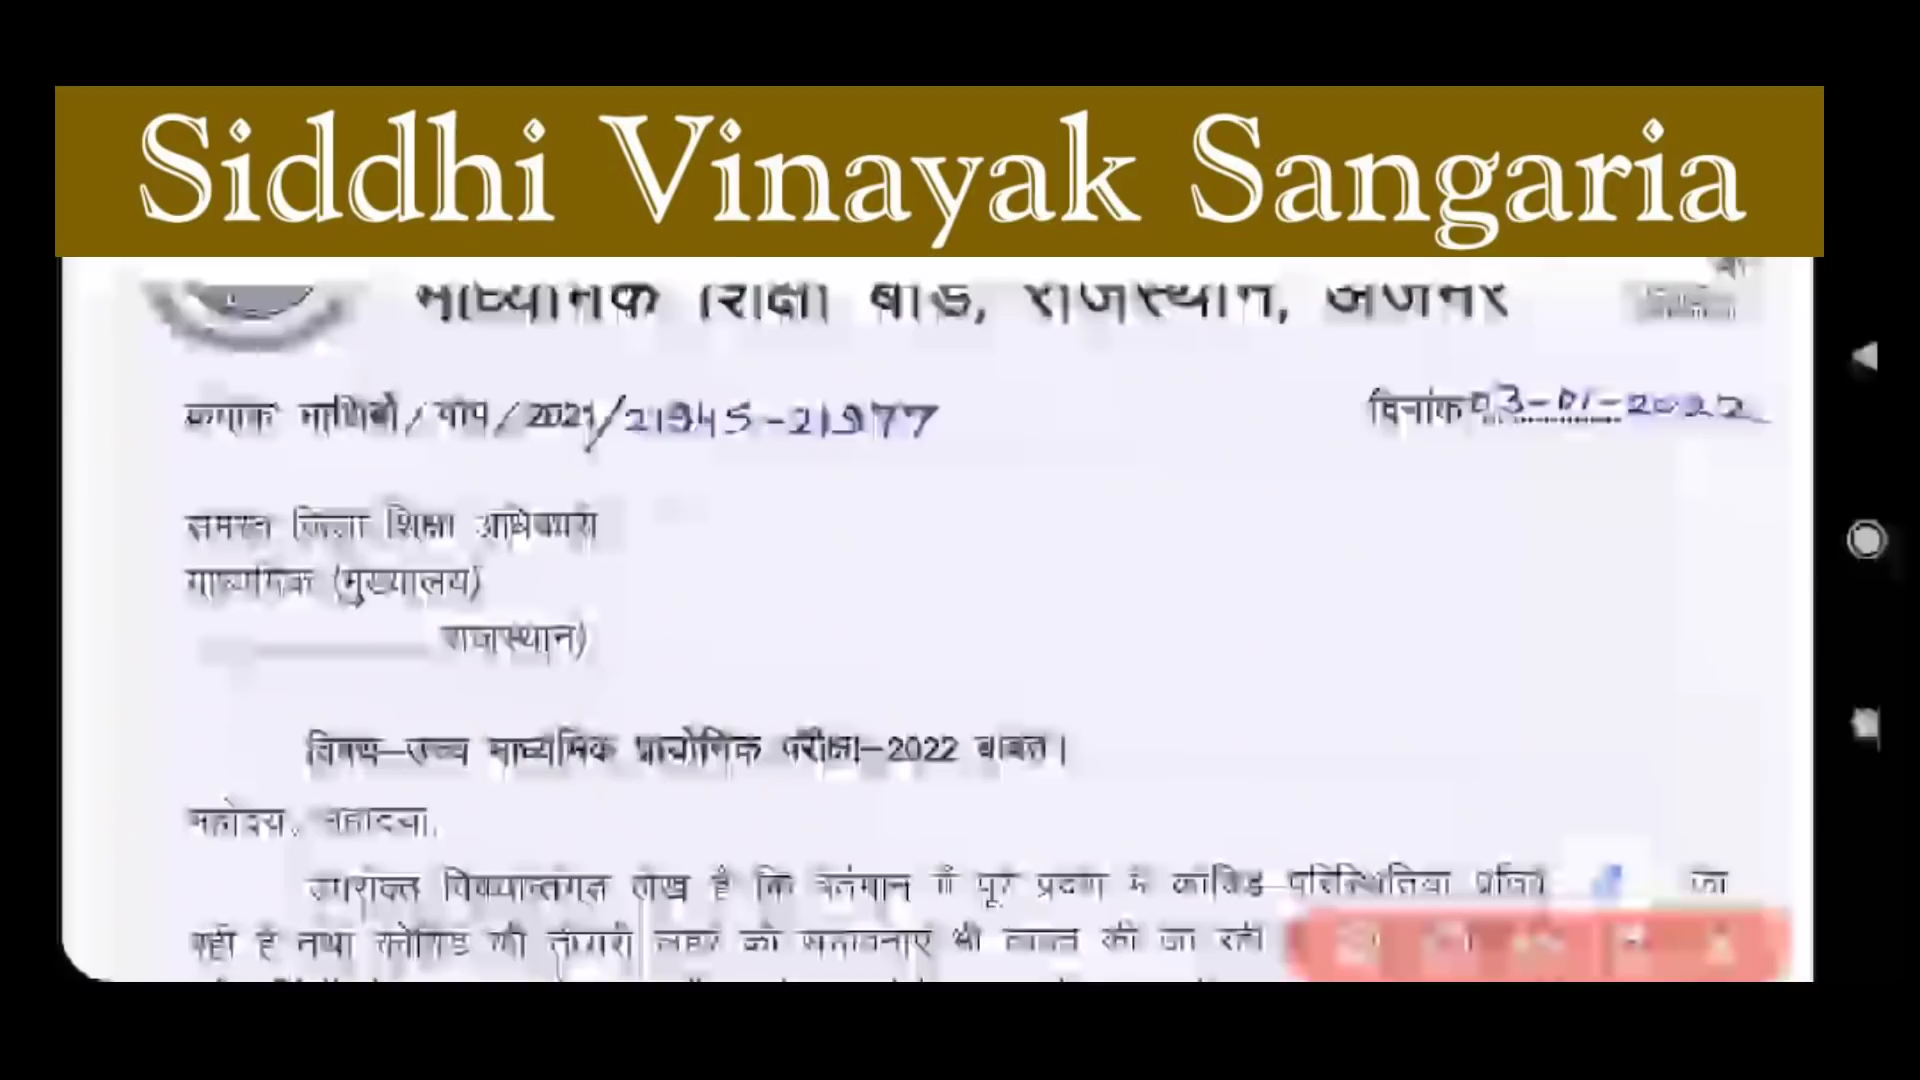 Siddhi Vinayak Sangaria
माध्यमिक शिक्षा बोर्ड, राजस्थान, अजमेर
क्रमांक माशिबो / गोप / 2021/21945-21977
दिनांक 03-01-2022
समस्त जिला शिक्षा अधिकारी
माध्यमिक (मुख्यालय)
राजस्थान)
विषय–उच्च माध्यमिक प्रायोगिक परीक्षा–2022 बाबत।
महोदय, महोदया,
उपरोक्त विषयान्तर्गत लेख है कि वर्तमान में पूरे प्रदेश में कोविड परिस्थितियां जा
रही है तथा कोविड की तीसरी लहर की संभावनाएं भी व्यक्त की जा रही